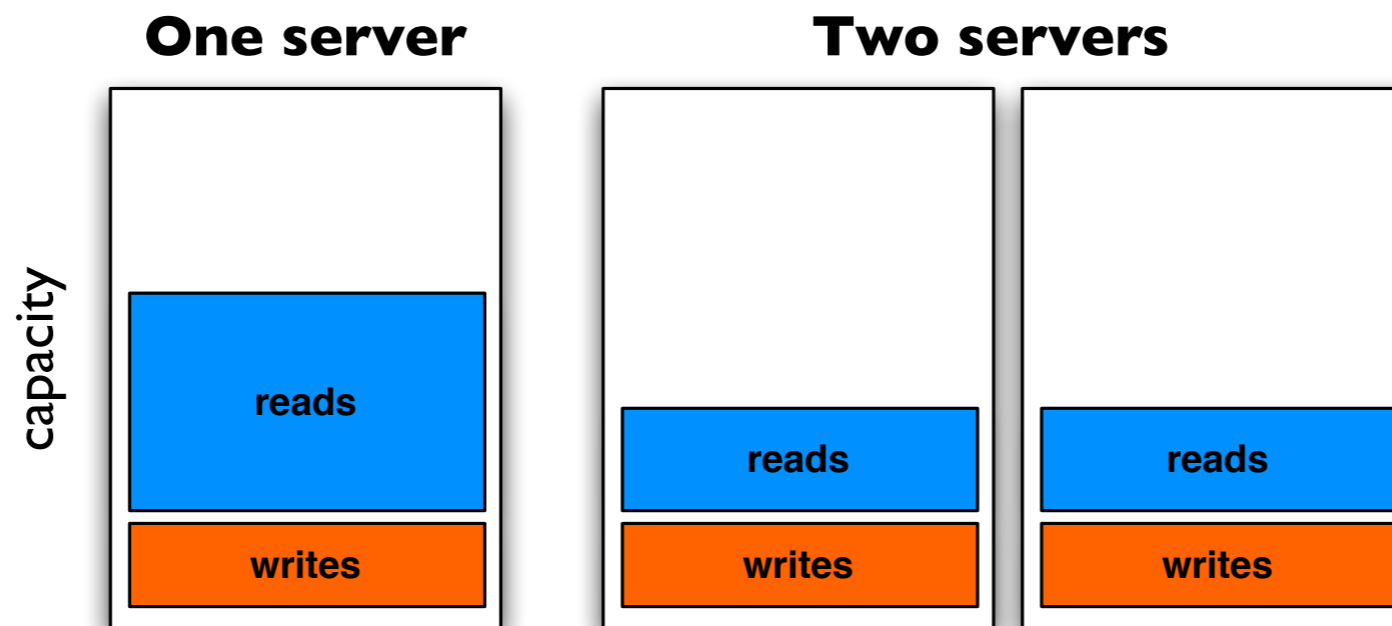 One server
Two servers
capacity
reads
writes
reads
writes
reads
writes